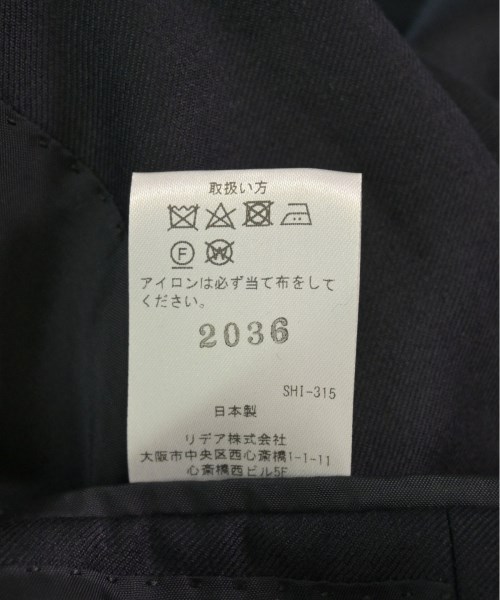 取扱い方
F W
アイロンは必ず当て布をして
ください。
2036
SHI-315
日本製
リデア株式会社
大阪市中央区西心斎橋1-1-11
心斎橋西ビル5F